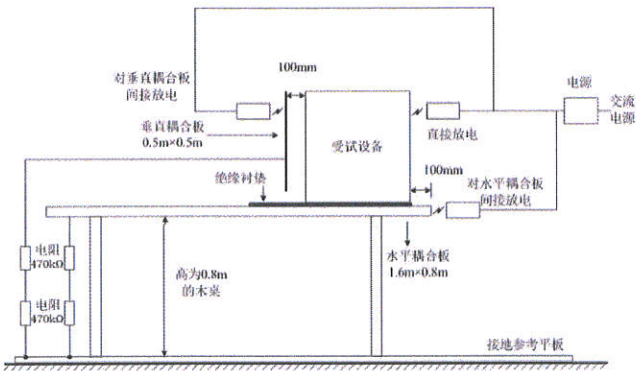 100mm
对垂直耦合板
间接放电
电源
交流
电源
直接放电
垂直耦合板
0.5m×0.5m
受试设备
100mm
绝缘衬垫
对水平耦合板
间接放电
水平耦合板
1.6m×0.8m
电阻
470kΩ
高为0.8m
的木桌
电阻
470kΩ
接地参考平板